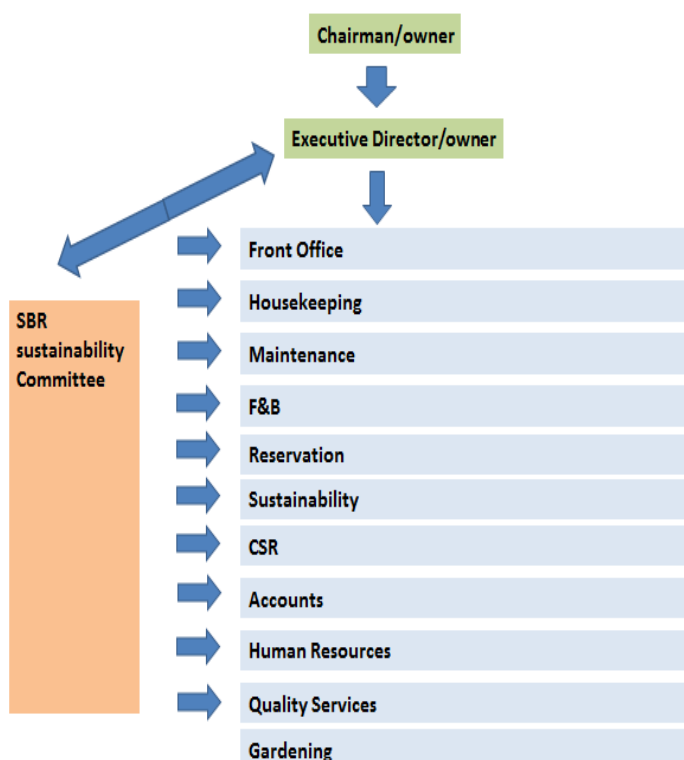 Chairman/owner
Executive Director/owner
Front Office
Housekeeping
SBR
sustainability
Committee
Maintenance
F&B
Reservation
Sustainability
CSR
Accounts
Human Resources
Quality Services
Gardening